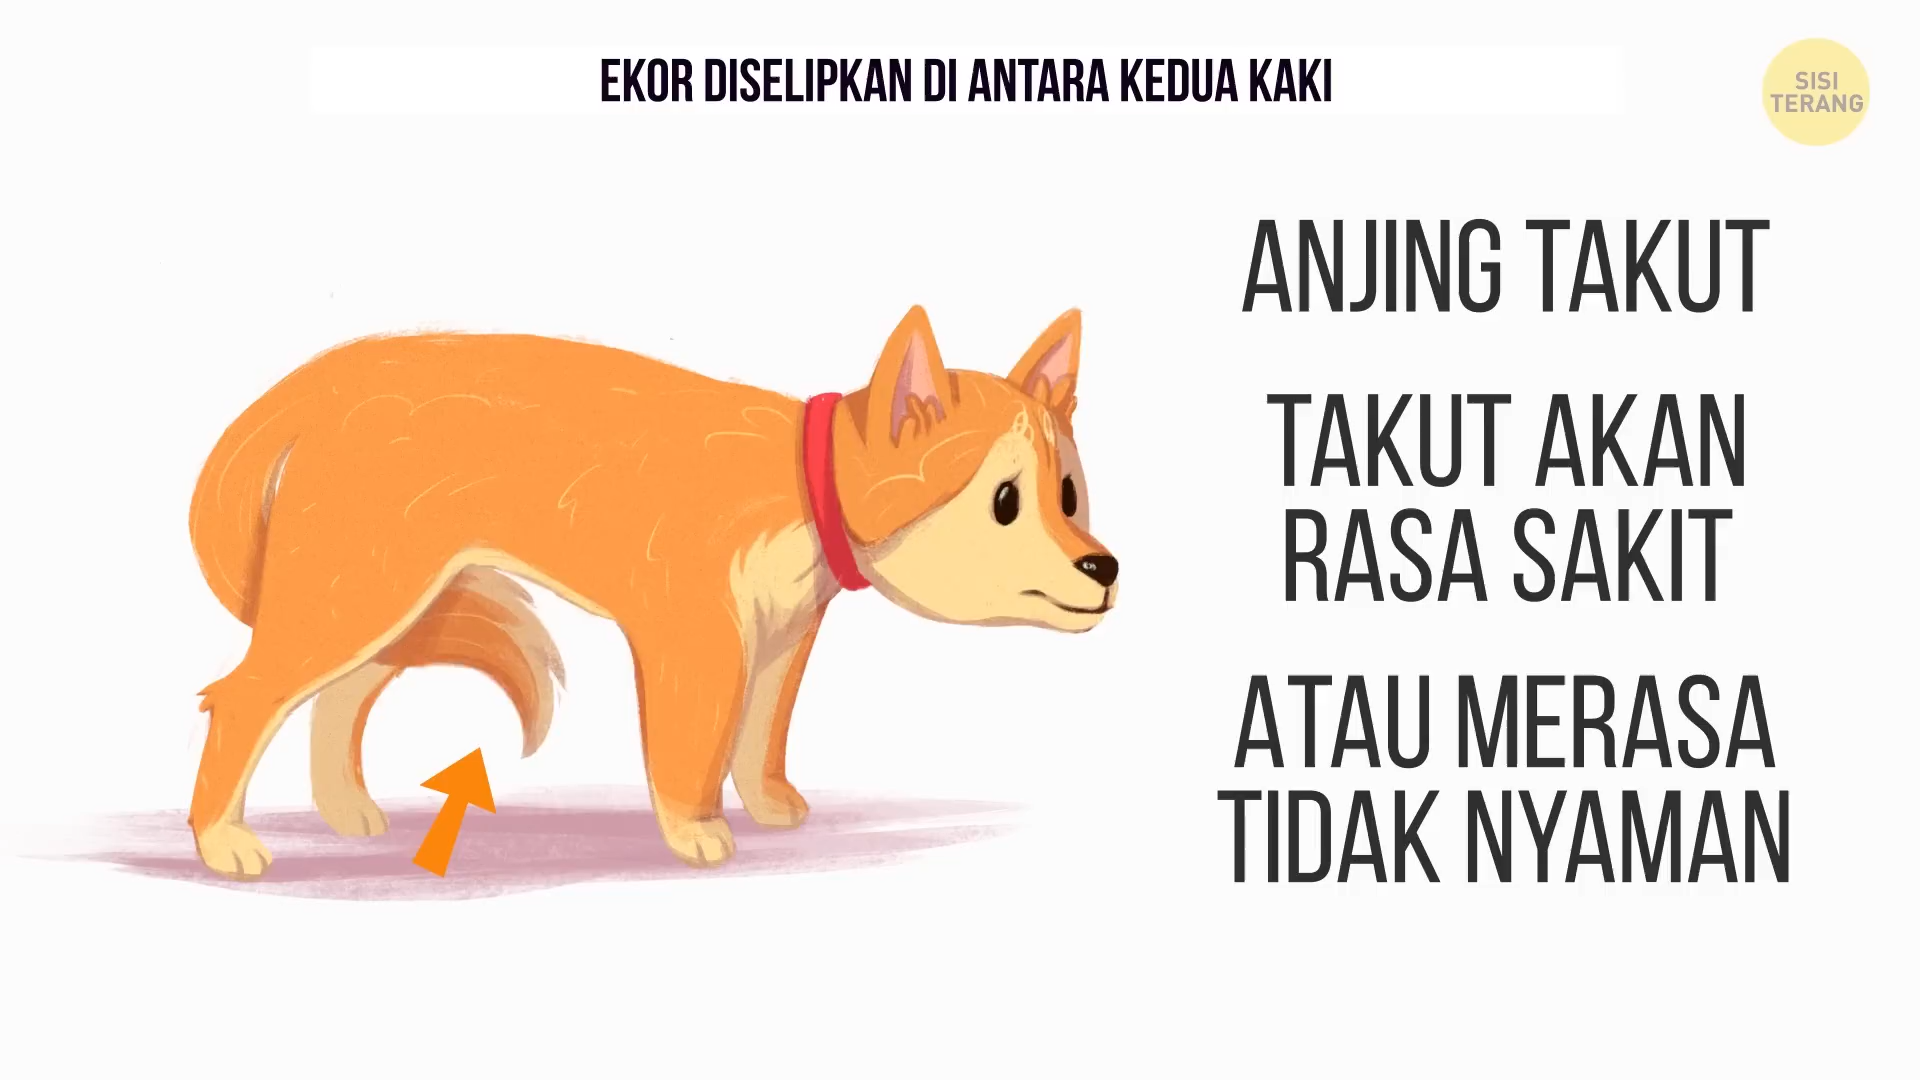 EKOR DISELIPKAN DI ANTARA KEDUA KAKI
SISI
TERANG
ANJING TAKUT
TAKUT AKAN
RASA SAKIT
ATAU MERASA
TIDAK NYAMAN